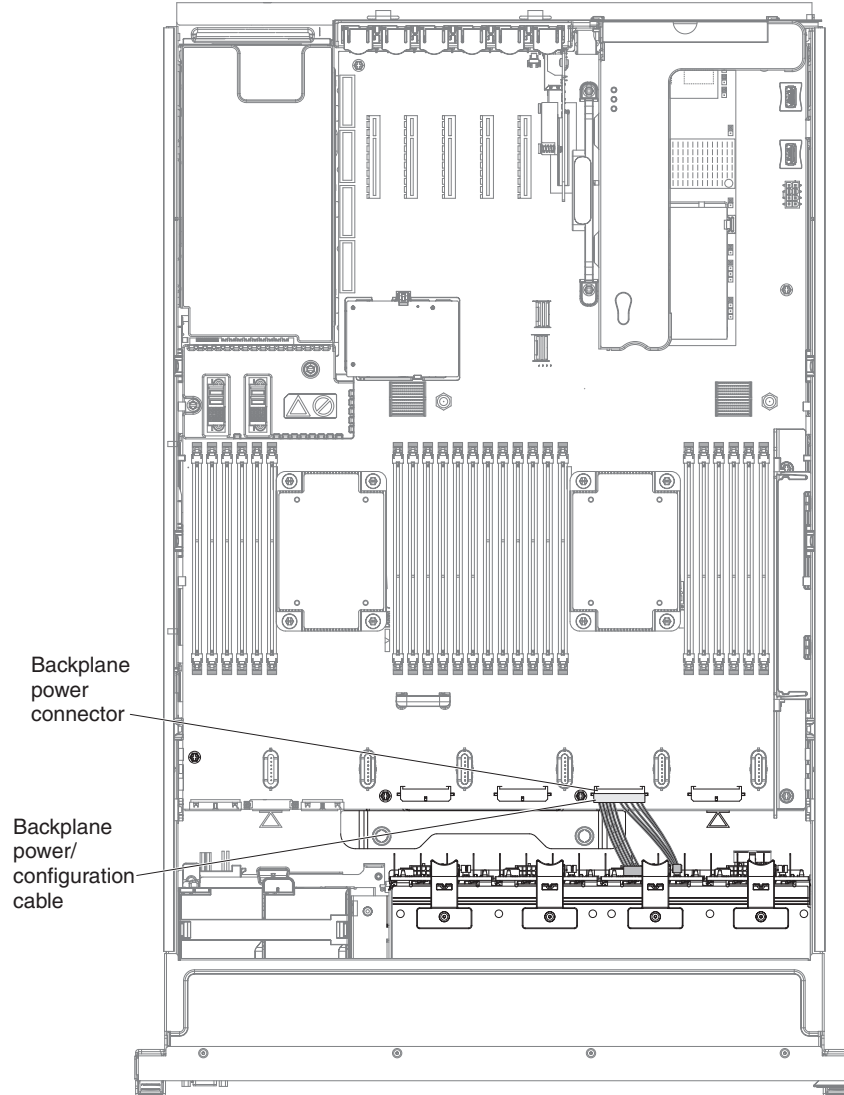 Backplane
power
connector
Backplane
power/
configuration
cable